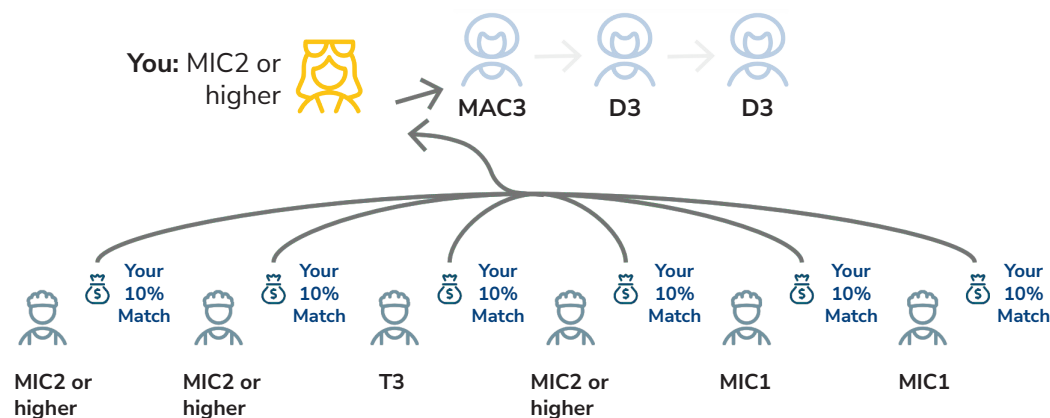 You: MIC2 or
higher
MAC3
D3
D3
Your
10%
Match
Your
10%
Match
Your
10%
Match
Your
10%
Match
Your
10%
Match
Your
10%
Match
$
$
$
$
$
$
MIC2 or
higher
MIC2 or
higher
T3
MIC2 or
higher
MIC1
MIC1